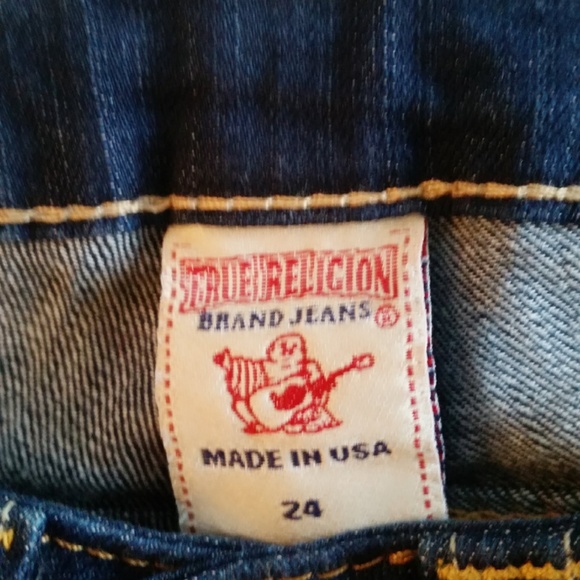 TRUE RELIGION
BRAND JEANS ®
MADE IN USA
24